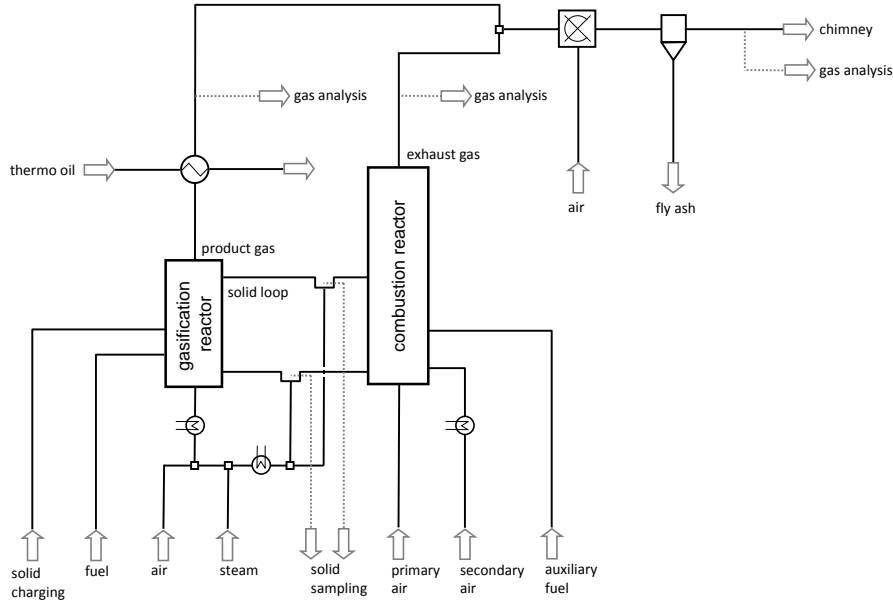 chimney
gas analysis
gas analysis
gas analysis
exhaust gas
thermo oil
air
fly ash
product gas
combustion reactor
gasification
reactor
solid loop
solid
charging
fuel
air
steam
solid
sampling
primary
air
secondary
air
auxiliary
fuel